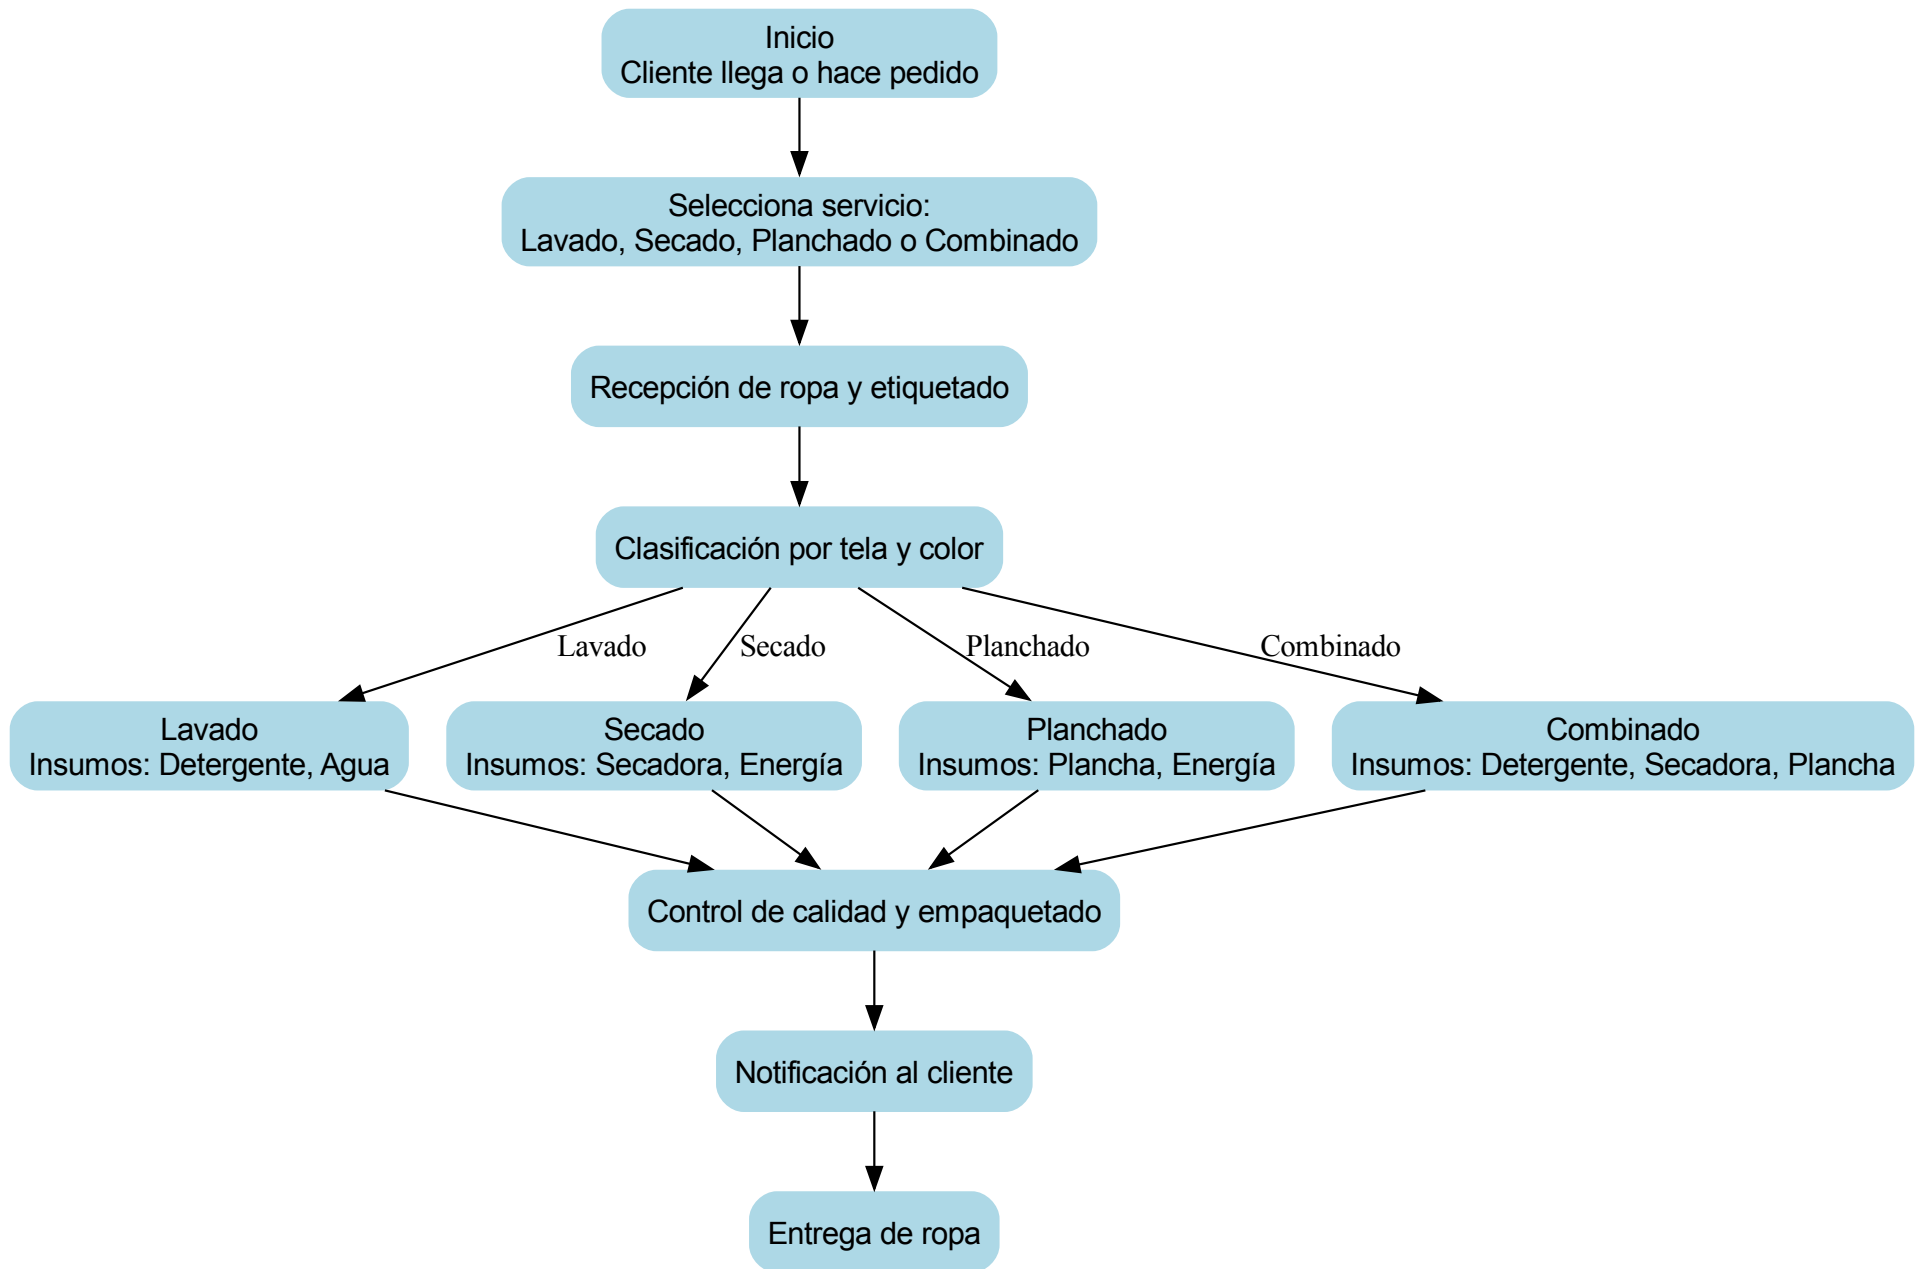 Inicio
Cliente llega o hace pedido
Selecciona servicio:
Lavado, Secado, Planchado o Combinado
Recepción de ropa y etiquetado
Clasificación por tela y color
Lavado
Secado
Planchado
Combinado
Lavado
Insumos: Detergente, Agua
Secado
Insumos: Secadora, Energía
Planchado
Insumos: Plancha, Energía
Combinado
Insumos: Detergente, Secadora, Plancha
Control de calidad y empaquetado
Notificación al cliente
Entrega de ropa